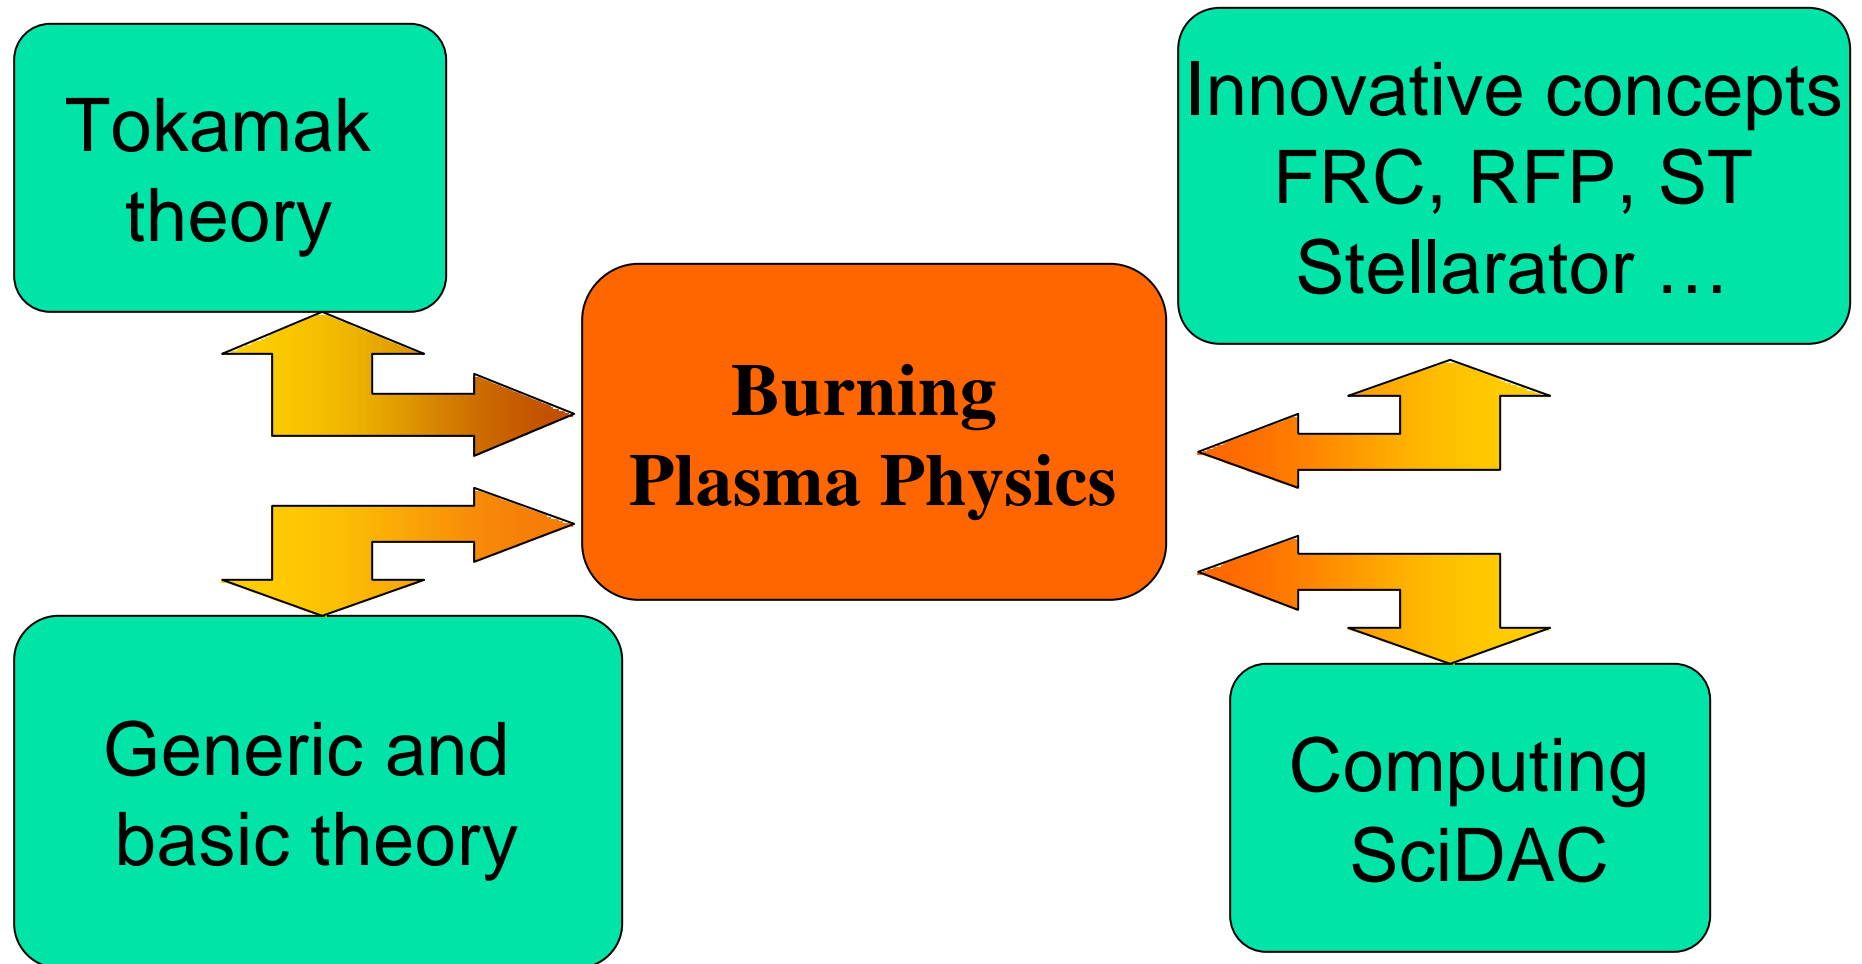 Tokamak
theory
Innovative concepts
FRC, RFP, ST
Stellarator …
Burning
Plasma Physics
Generic and
basic theory
Computing
SciDAC